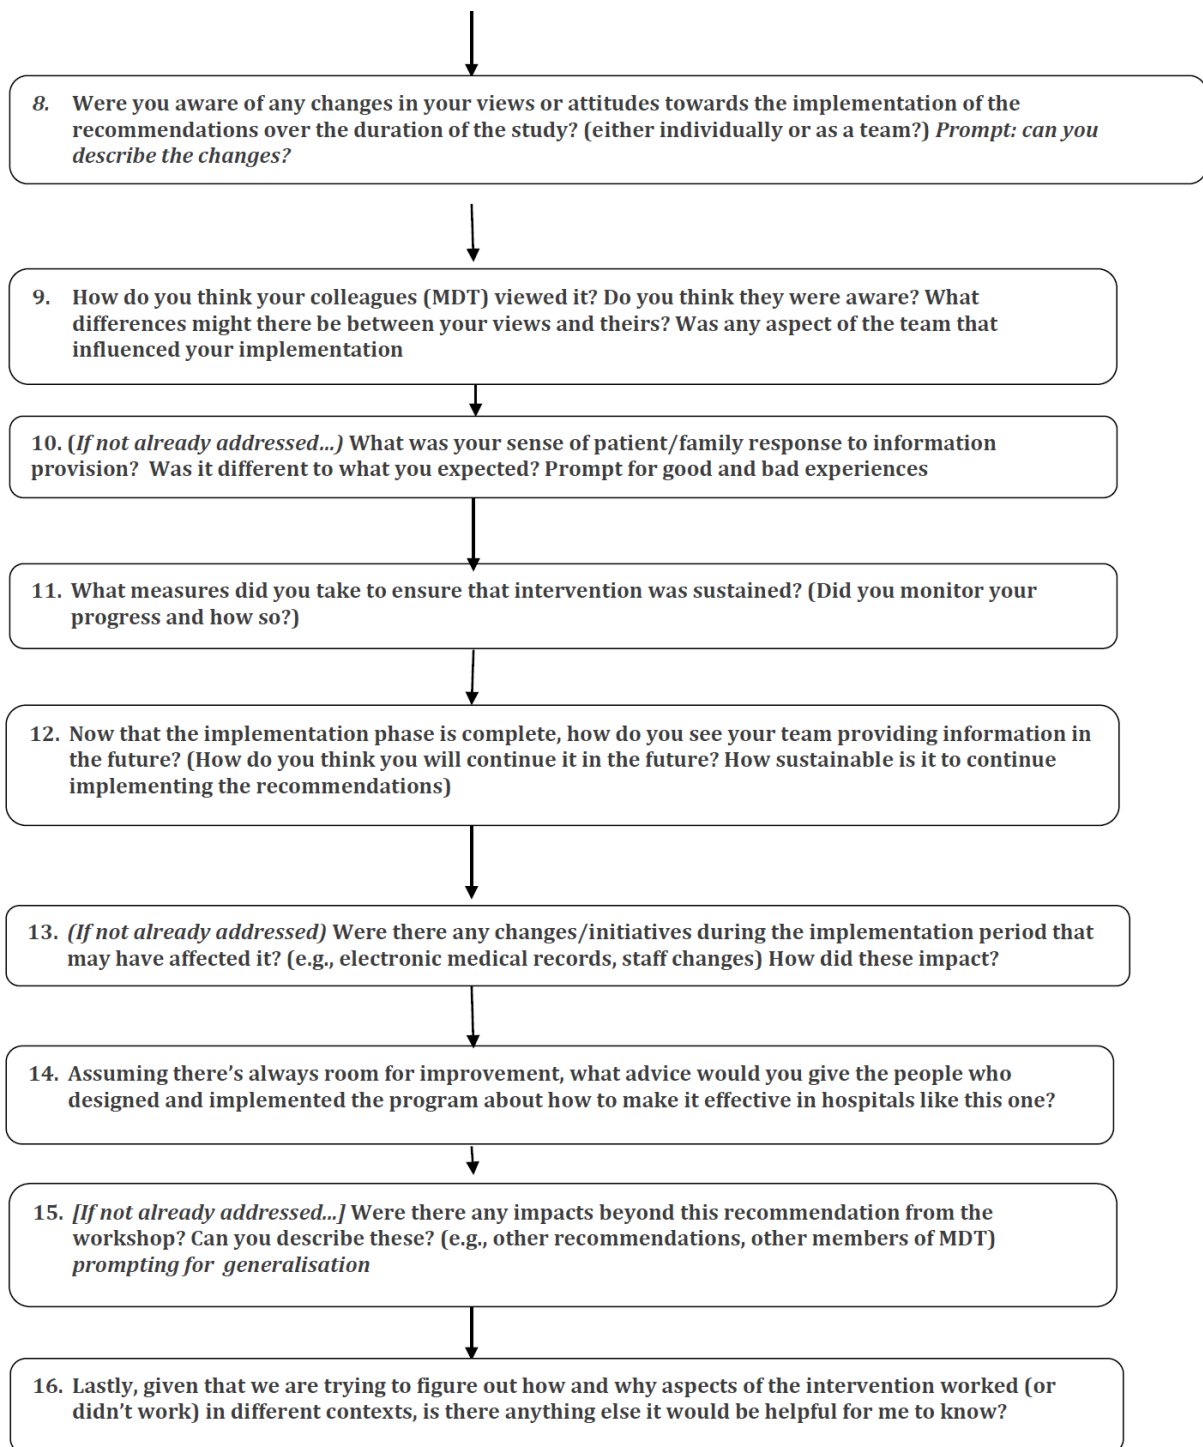 8. Were you aware of any changes in your views or attitudes towards the implementation of the
recommendations over the duration of the study? (either individually or as a team?) Prompt: can you
describe the changes?
9. How do you think your colleagues (MDT) viewed it? Do you think they were aware? What
differences might there be between your views and theirs? Was any aspect of the team that
influenced your implementation
10. (If not already addressed...) What was your sense of patient/family response to information
provision? Was it different to what you expected? Prompt for good and bad experiences
11. What measures did you take to ensure that intervention was sustained? (Did you monitor your
progress and how so?)
12. Now that the implementation phase is complete, how do you see your team providing information in
the future? (How do you think you will continue it in the future? How sustainable is it to continue
implementing the recommendations)
13. (If not already addressed) Were there any changes/initiatives during the implementation period that
may have affected it? (e.g., electronic medical records, staff changes) How did these impact?
14. Assuming there's always room for improvement, what advice would you give the people who
designed and implemented the program about how to make it effective in hospitals like this one?
15. [If not already addressed...] Were there any impacts beyond this recommendation from the
workshop? Can you describe these? (e.g., other recommendations, other members of MDT)
prompting for generalisation
16. Lastly, given that we are trying to figure out how and why aspects of the intervention worked (or
didn't work) in different contexts, is there anything else it would be helpful for me to know?